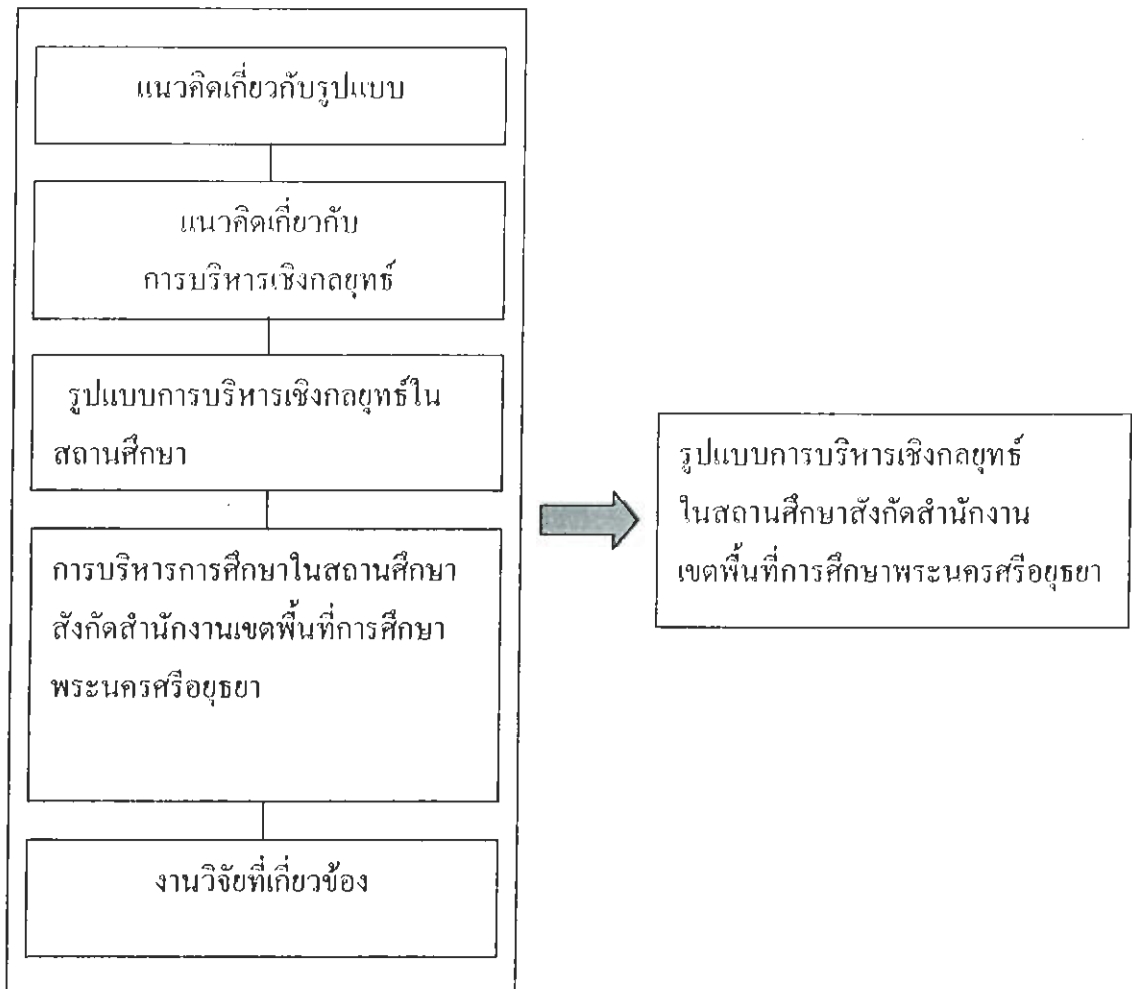 แนวคิดเกี่ยวกับรูปแบบ
แนวคิดเกี่ยวกับ
การบริหารเชิงกลยุทธ์
รูปแบบการบริหารเชิงกลยุทธ์ใน
สถานศึกษา
การบริหารการศึกษาในสถานศึกษา
สังกัดสำนักงานเขตพื้นที่การศึกษา
พระนครศรีอยุธยา
งานวิจัยที่เกี่ยวข้อง
รูปแบบการบริหารเชิงกลยุทธ์
ในสถานศึกษาสังกัดสำนักงาน
เขตพื้นที่การศึกษาพระนครศรีอยุธยา